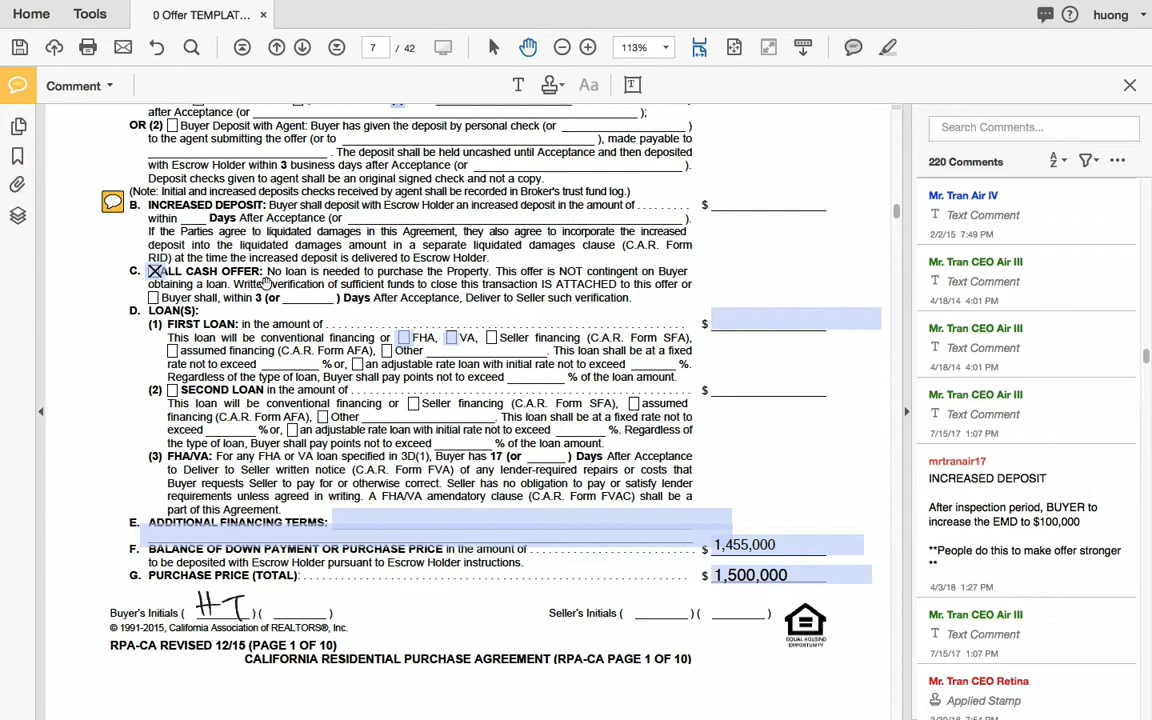 Home
Tools
0 Offer TEMPLAT...
×
huong
7 / 42
113%
Comment
Search Comments...
220 Comments
after Acceptance (or );
OR (2) Buyer Deposit with Agent: Buyer has given the deposit by personal check (or )
to the agent submitting the offer (or to ), made payable to
. The deposit shall be held uncashed until Acceptance and then deposited
with Escrow Holder within 3 business days after Acceptance (or ).
Deposit checks given to agent shall be an original signed check and not a copy.
(Note: Initial and increased deposits checks received by agent shall be recorded in Broker's trust fund log.)
B. INCREASED DEPOSIT: Buyer shall deposit with Escrow Holder an increased deposit in the amount of . . . . . . . . $
within Days After Acceptance (or ).
If the Parties agree to liquidated damages in this Agreement, they also agree to incorporate the increased
deposit into the liquidated damages amount in a separate liquidated damages clause (C.A.R. Form
RID) at the time the increased deposit is delivered to Escrow Holder.
C. ALL CASH OFFER: No loan is needed to purchase the Property. This offer is NOT contingent on Buyer
obtaining a loan. Written verification of sufficient funds to close this transaction IS ATTACHED to this offer or
Buyer shall, within 3 (or ) Days After Acceptance, Deliver to Seller such verification.
D. LOAN(S):
(1) FIRST LOAN: in the amount of $
This loan will be conventional financing or FHA, VA, Seller financing (C.A.R. Form SFA),
assumed financing (C.A.R. Form AFA), Other . This loan shall be at a fixed
rate not to exceed % or, an adjustable rate loan with initial rate not to exceed %.
Regardless of the type of loan, Buyer shall pay points not to exceed % of the loan amount.
(2) SECOND LOAN in the amount of $
This loan will be conventional financing or Seller financing (C.A.R. Form SFA), assumed
financing (C.A.R. Form AFA), Other . This loan shall be at a fixed rate not to
exceed % or, an adjustable rate loan with initial rate not to exceed %. Regardless of
the type of loan, Buyer shall pay points not to exceed % of the loan amount.
(3) FHA/VA: For any FHA or VA loan specified in 3D(1), Buyer has 17 (or ) Days After Acceptance
to Deliver to Seller written notice (C.A.R. Form FVA) of any lender-required repairs or costs that
Buyer requests Seller to pay for or otherwise correct. Seller has no obligation to pay or satisfy lender
requirements unless agreed in writing. A FHA/VA amendatory clause (C.A.R. Form FVAC) shall be a
part of this Agreement.
E. ADDITIONAL FINANCING TERMS:
F. BALANCE OF DOWN PAYMENT OR PURCHASE PRICE in the amount of $ 1,455,000
to be deposited with Escrow Holder pursuant to Escrow Holder instructions.
G. PURCHASE PRICE (TOTAL): $ 1,500,000
Buyer's Initials ( HT ) ( ) Seller's Initials ( ) ( )
© 1991-2015, California Association of REALTORS®, Inc.
EQUAL HOUSING
OPPORTUNITY
RPA-CA REVISED 12/15 (PAGE 1 OF 10)
CALIFORNIA RESIDENTIAL PURCHASE AGREEMENT (RPA-CA PAGE 1 OF 10)
Mr. Tran Air IV
T Text Comment
2/2/15 7:49 PM
Mr. Tran CEO Air III
T Text Comment
4/18/14 4:01 PM
Mr. Tran CEO Air III
T Text Comment
4/18/14 4:01 PM
Mr. Tran CEO Air III
T Text Comment
7/15/17 1:07 PM
mrtranair17
INCREASED DEPOSIT
After inspection period, BUYER to
increase the EMD to $100,000
**People do this to make offer stronger
**
4/3/18 1:27 PM
Mr. Tran CEO Air III
T Text Comment
7/15/17 1:07 PM
Mr. Tran CEO Retina
Applied Stamp